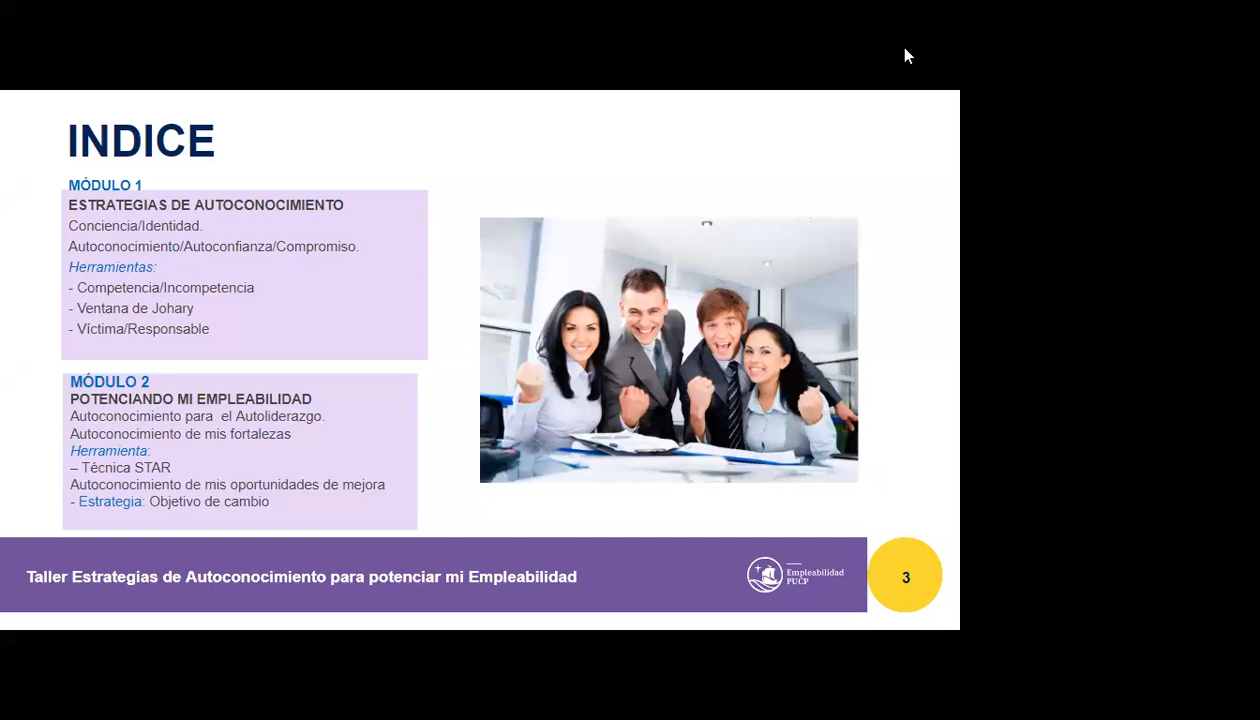 INDICE
MÓDULO 1
ESTRATEGIAS DE AUTOCONOCIMIENTO
Conciencia/Identidad.
Autoconocimiento/Autoconfianza/Compromiso.
Herramientas:
- Competencia/Incompetencia
- Ventana de Johary
- Víctima/Responsable
MÓDULO 2
POTENCIANDO MI EMPLEABILIDAD
Autoconocimiento para el Autoliderazgo.
Autoconocimiento de mis fortalezas
Herramienta:
– Técnica STAR
Autoconocimiento de mis oportunidades de mejora
- Estrategia: Objetivo de cambio
Taller Estrategias de Autoconocimiento para potenciar mi Empleabilidad
Empleabilidad
PUCP
3